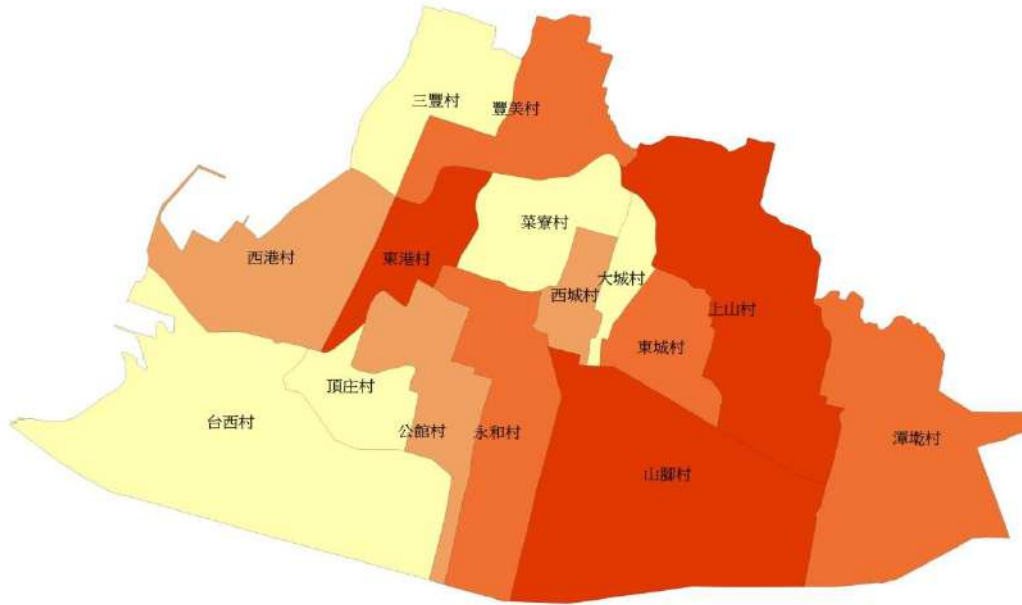 三豐村
豐美村
菜寮村
西港村
東港村
大城村
西城村
上山村
東城村
頂庄村
台西村
公館村
永和村
潭墘村
山腳村